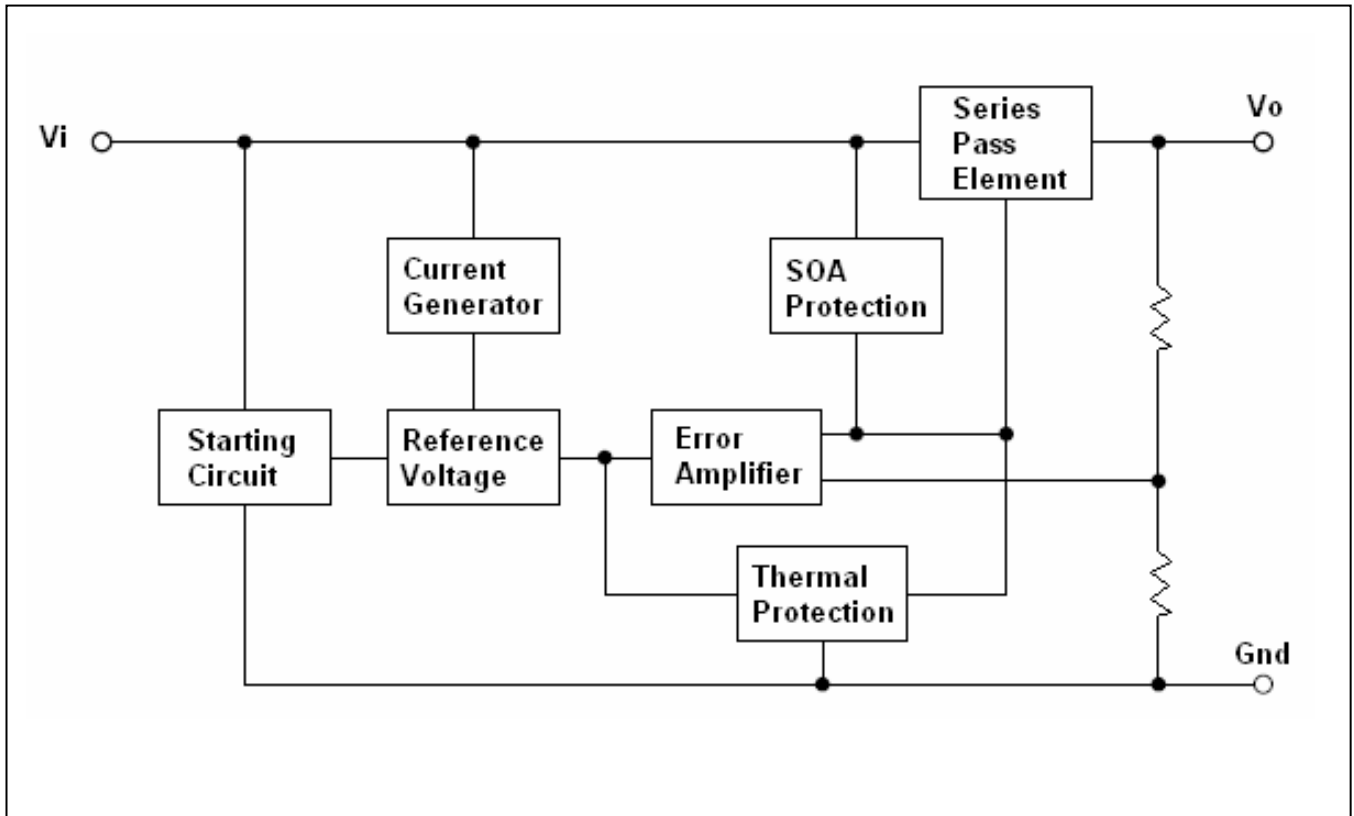 Vi
Vo
Series
Pass
Element
Current
Generator
SOA
Protection
Starting
Circuit
Reference
Voltage
Error
Amplifier
Thermal
Protection
Gnd